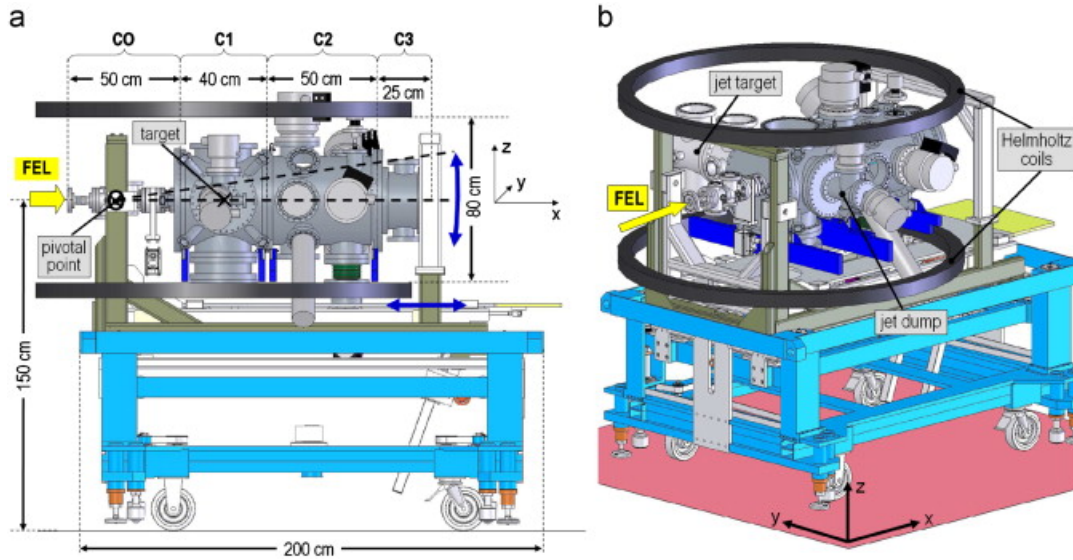 a
CO
C1
C2
C3
50 cm
40 cm
50 cm
25 cm
target
FEL
z
y
x
80 cm
pivotal
point
150 cm
200 cm
b
jet target
Helmholtz
coils
FEL
jet dump
z
y
x